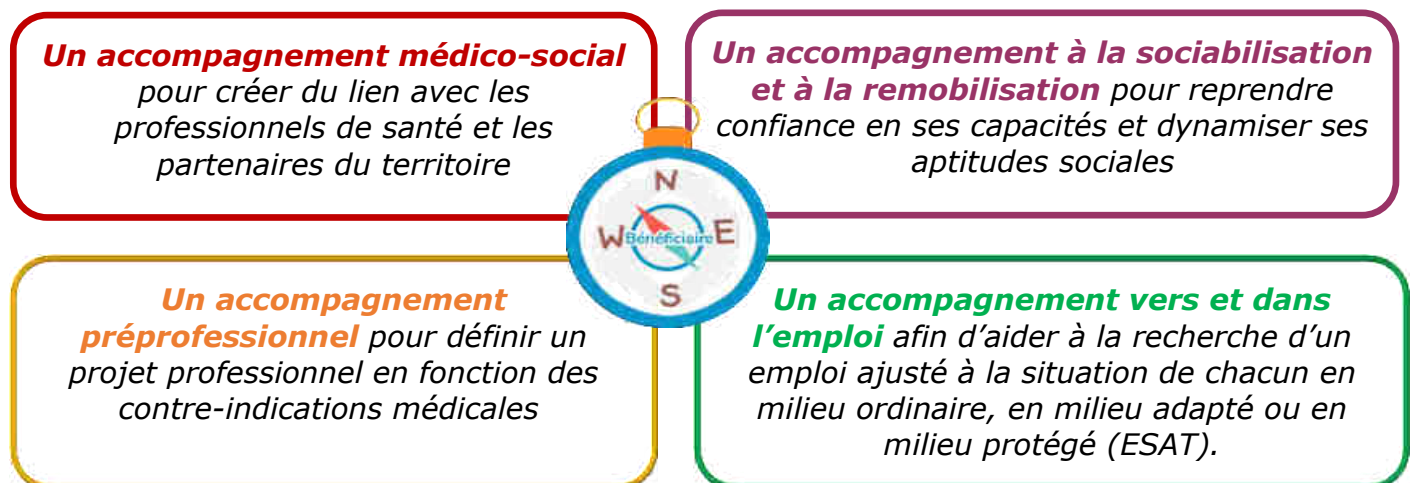 Un accompagnement médico-social
pour créer du lien avec les
professionnels de santé et les
partenaires du territoire
Un accompagnement à la sociabilisation
et à la remobilisation pour reprendre
confiance en ses capacités et dynamiser ses
aptitudes sociales
N
W Bénéficiaire E
S
Un accompagnement
préprofessionnel pour définir un
projet professionnel en fonction des
contre-indications médicales
Un accompagnement vers et dans
l’emploi afin d’aider à la recherche d’un
emploi ajusté à la situation de chacun en
milieu ordinaire, en milieu adapté ou en
milieu protégé (ESAT).